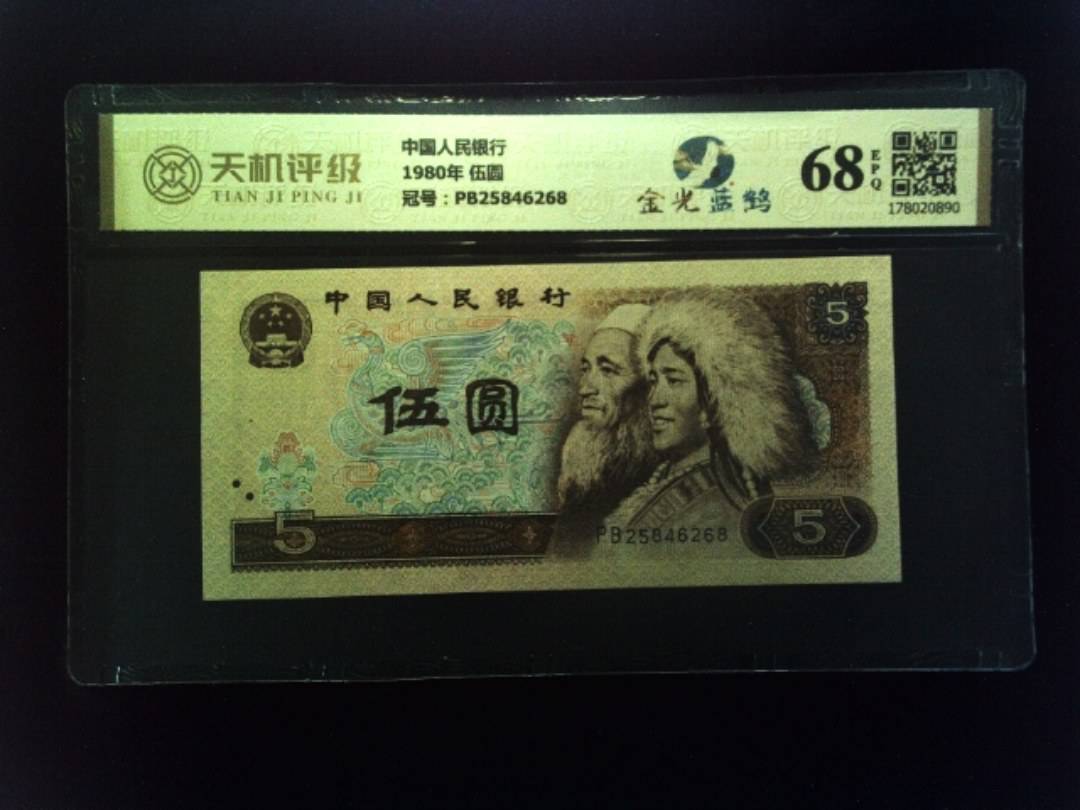 天机评级
TIAN JI PING JI
中国人民银行
1980年 伍圆
冠号：PB25846268
金光蓝鹤
68
EPQ
178020890
中国人民银行
5
伍圆
5
PB25846268
5